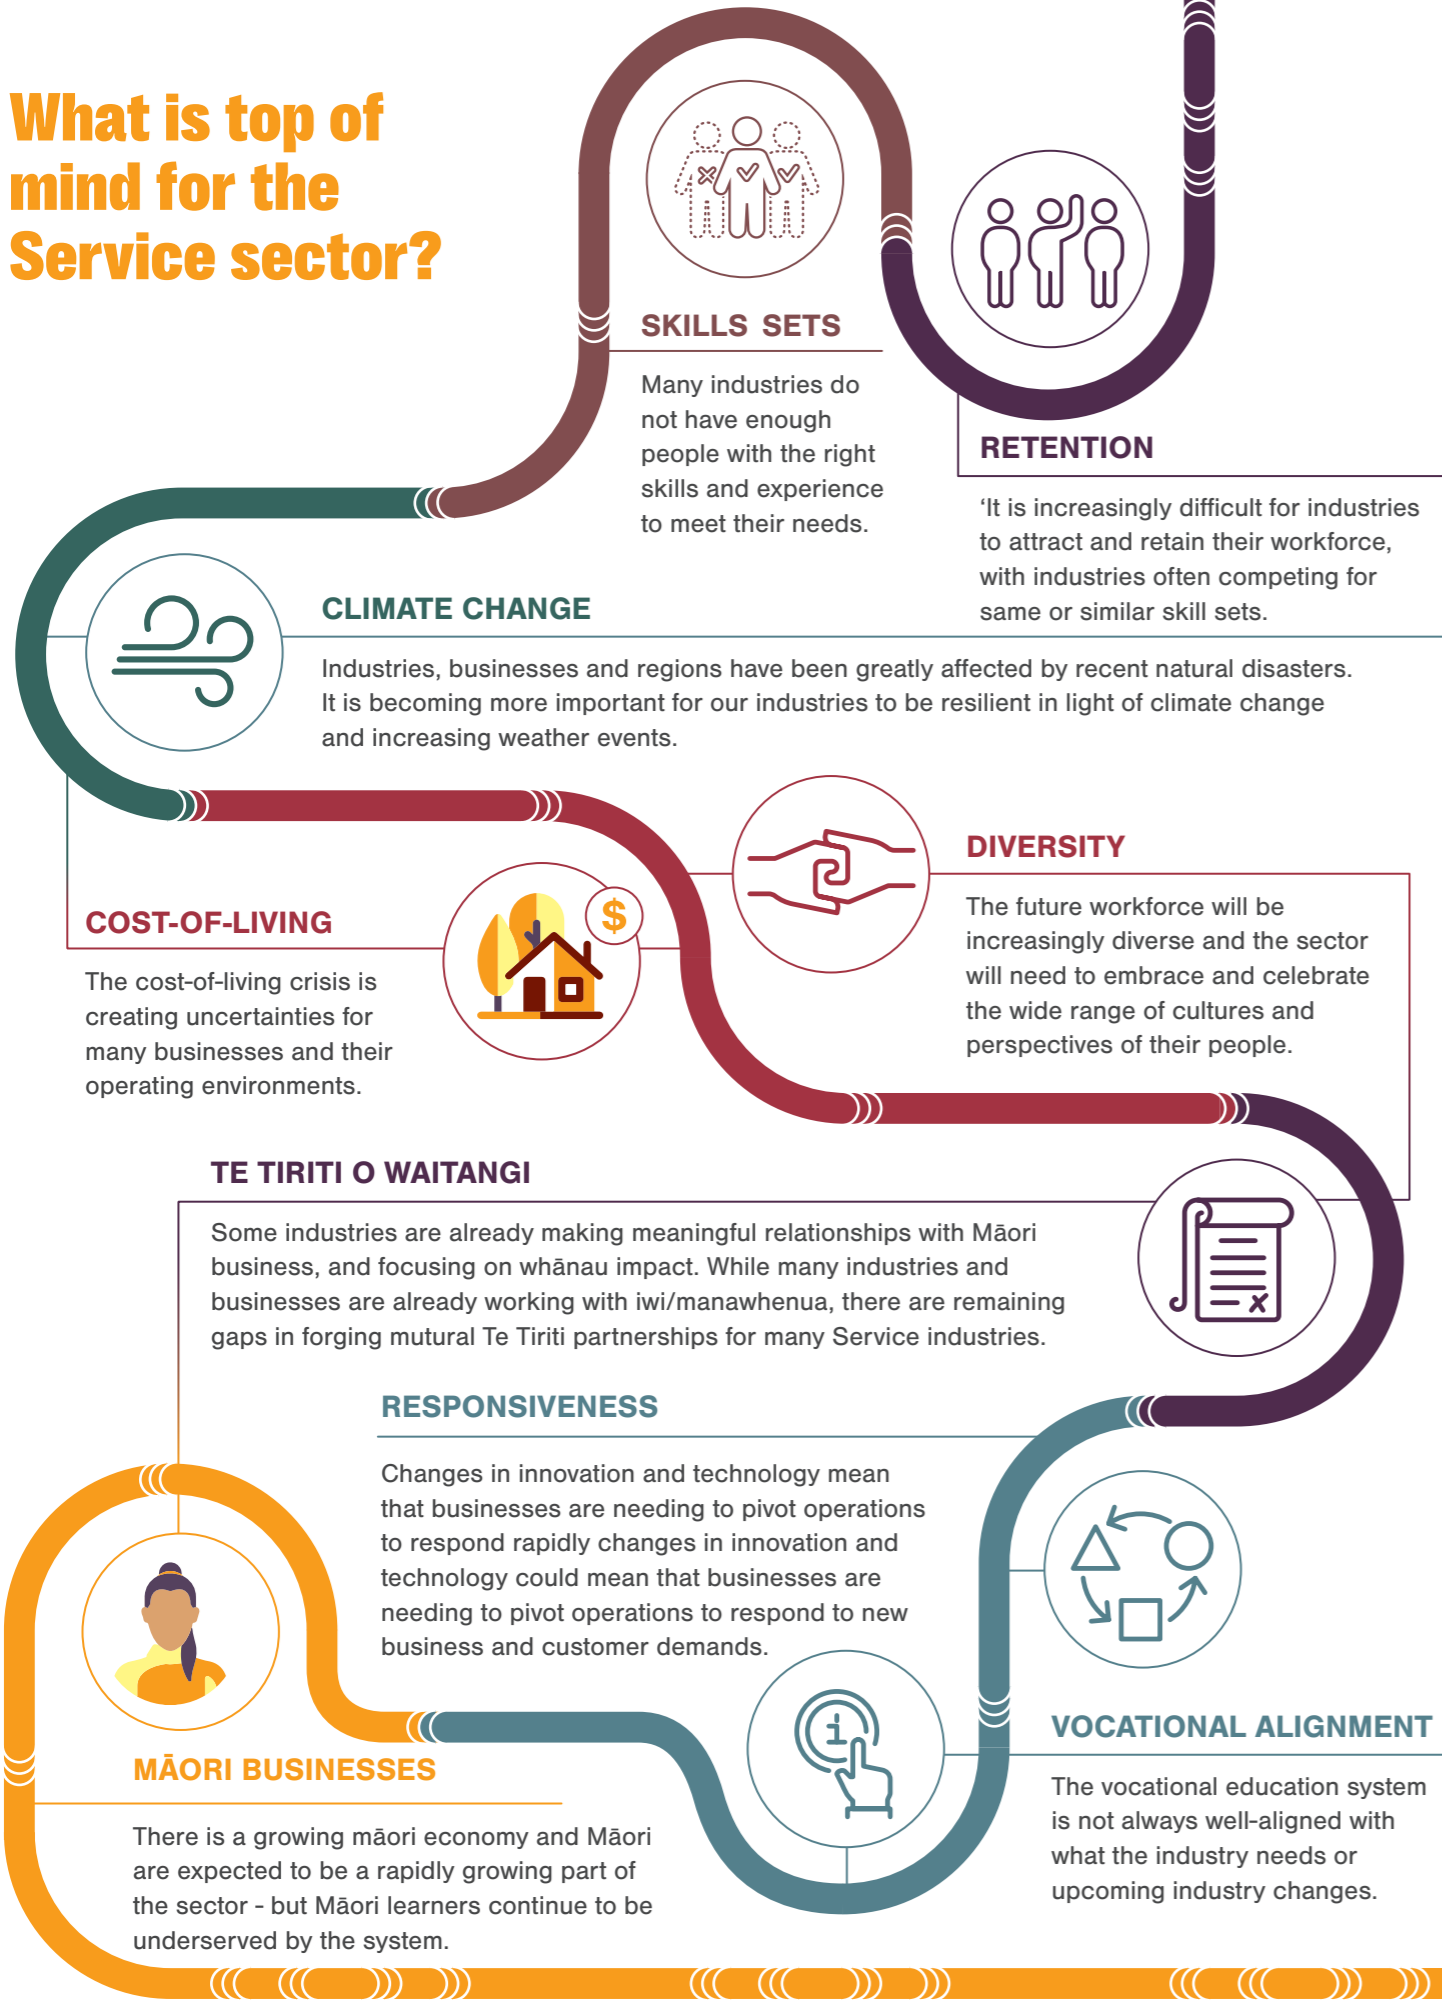 What is top of
mind for the
Service sector?
SKILLS SETS
Many industries do
not have enough
people with the right
skills and experience
to meet their needs.
RETENTION
‘It is increasingly difficult for industries
to attract and retain their workforce,
with industries often competing for
same or similar skill sets.
CLIMATE CHANGE
Industries, businesses and regions have been greatly affected by recent natural disasters.
It is becoming more important for our industries to be resilient in light of climate change
and increasing weather events.
DIVERSITY
The future workforce will be
increasingly diverse and the sector
will need to embrace and celebrate
the wide range of cultures and
perspectives of their people.
$
COST-OF-LIVING
The cost-of-living crisis is
creating uncertainties for
many businesses and their
operating environments.
TE TIRITI O WAITANGI
Some industries are already making meaningful relationships with Māori
business, and focusing on whānau impact. While many industries and
businesses are already working with iwi/manawhenua, there are remaining
gaps in forging mutural Te Tiriti partnerships for many Service industries.
RESPONSIVENESS
Changes in innovation and technology mean
that businesses are needing to pivot operations
to respond rapidly changes in innovation and
technology could mean that businesses are
needing to pivot operations to respond to new
business and customer demands.
i
VOCATIONAL ALIGNMENT
The vocational education system
is not always well-aligned with
what the industry needs or
upcoming industry changes.
MĀORI BUSINESSES
There is a growing māori economy and Māori
are expected to be a rapidly growing part of
the sector - but Māori learners continue to be
underserved by the system.